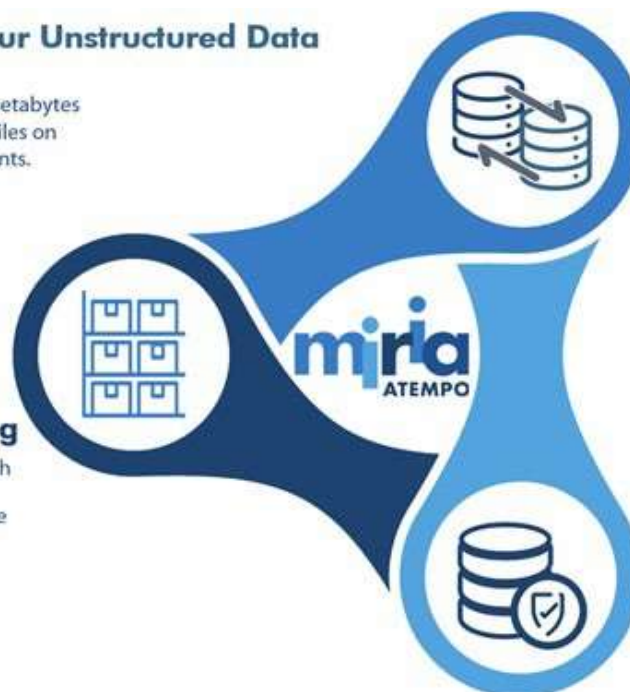 ur Unstructured Data
etabytes
iles on
nts.
miria
ATEMPO
g
h
e